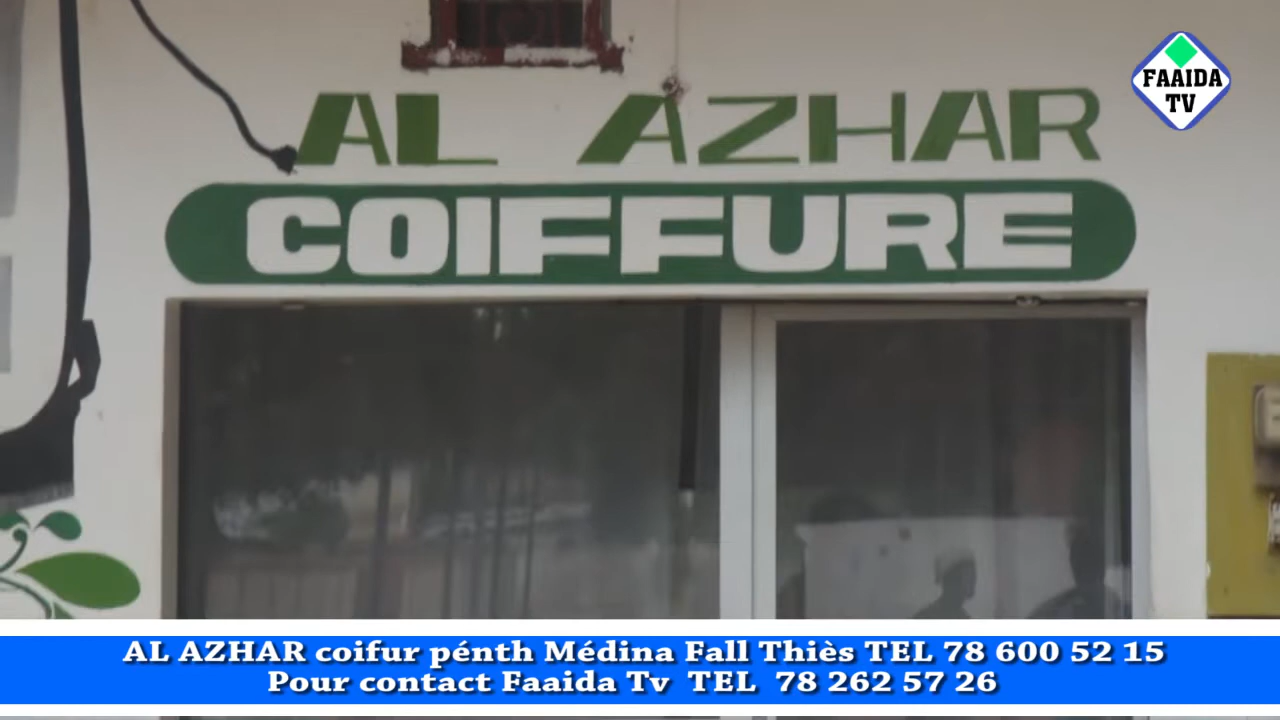 FAAIDA
TV
AL AZHAR
COIFFURE
AL AZHAR coifur pénth Médina Fall Thiès TEL 78 600 52 15
Pour contact Faaida Tv TEL 78 262 57 26